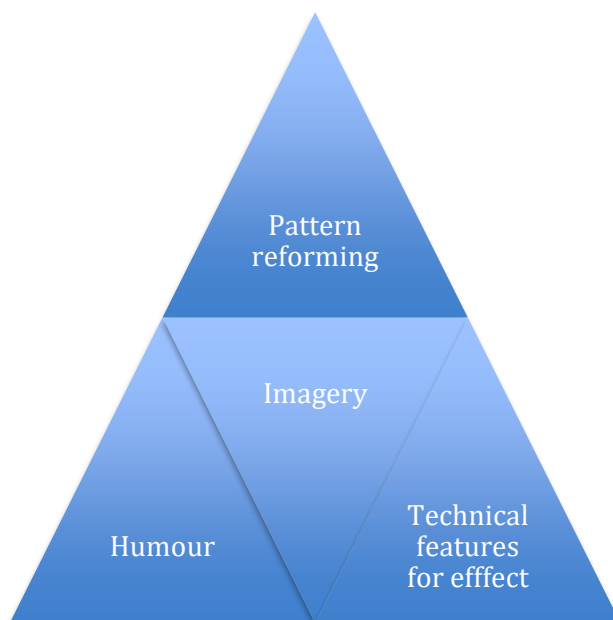 Pattern
reforming
Imagery
Humour
Technical
features
for efffect